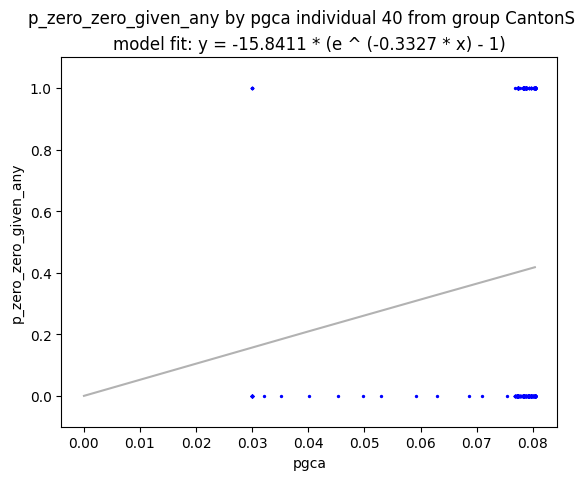 p_zero_zero_given_any by pgca individual 40 from group CantonS
model fit: y = -15.8411 * (e ^ (-0.3327 * x) - 1)
1.0
0.8
0.6
0.4
0.2
0.0
p_zero_zero_given_any
0.00 0.01 0.02 0.03 0.04 0.05 0.06 0.07 0.08
pgca